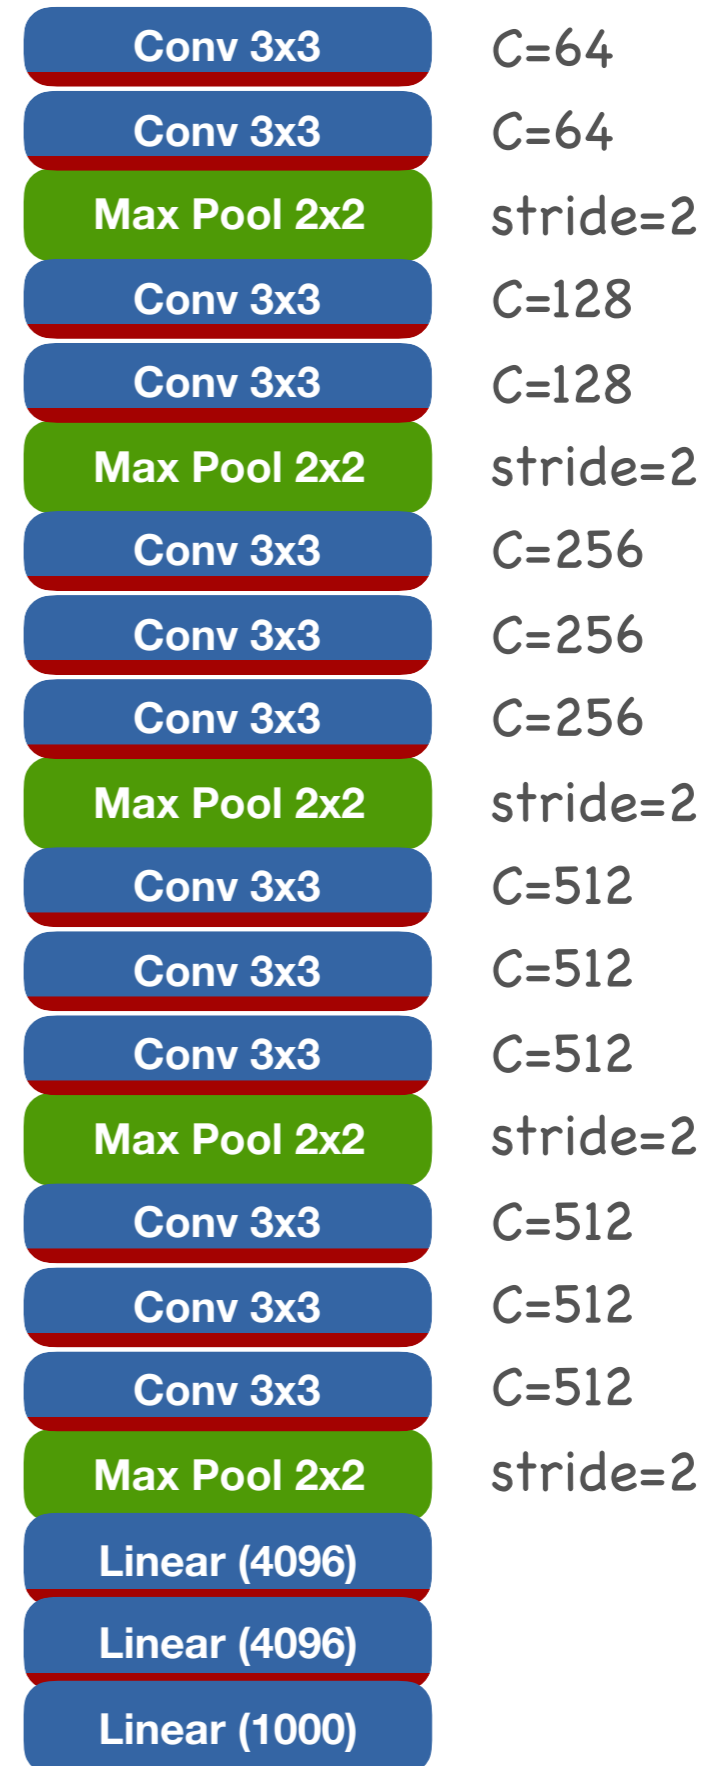 Conv 3x3 C=64
Conv 3x3 C=64
Max Pool 2x2 stride=2
Conv 3x3 C=128
Conv 3x3 C=128
Max Pool 2x2 stride=2
Conv 3x3 C=256
Conv 3x3 C=256
Conv 3x3 C=256
Max Pool 2x2 stride=2
Conv 3x3 C=512
Conv 3x3 C=512
Conv 3x3 C=512
Max Pool 2x2 stride=2
Conv 3x3 C=512
Conv 3x3 C=512
Conv 3x3 C=512
Max Pool 2x2 stride=2
Linear (4096)
Linear (4096)
Linear (1000)